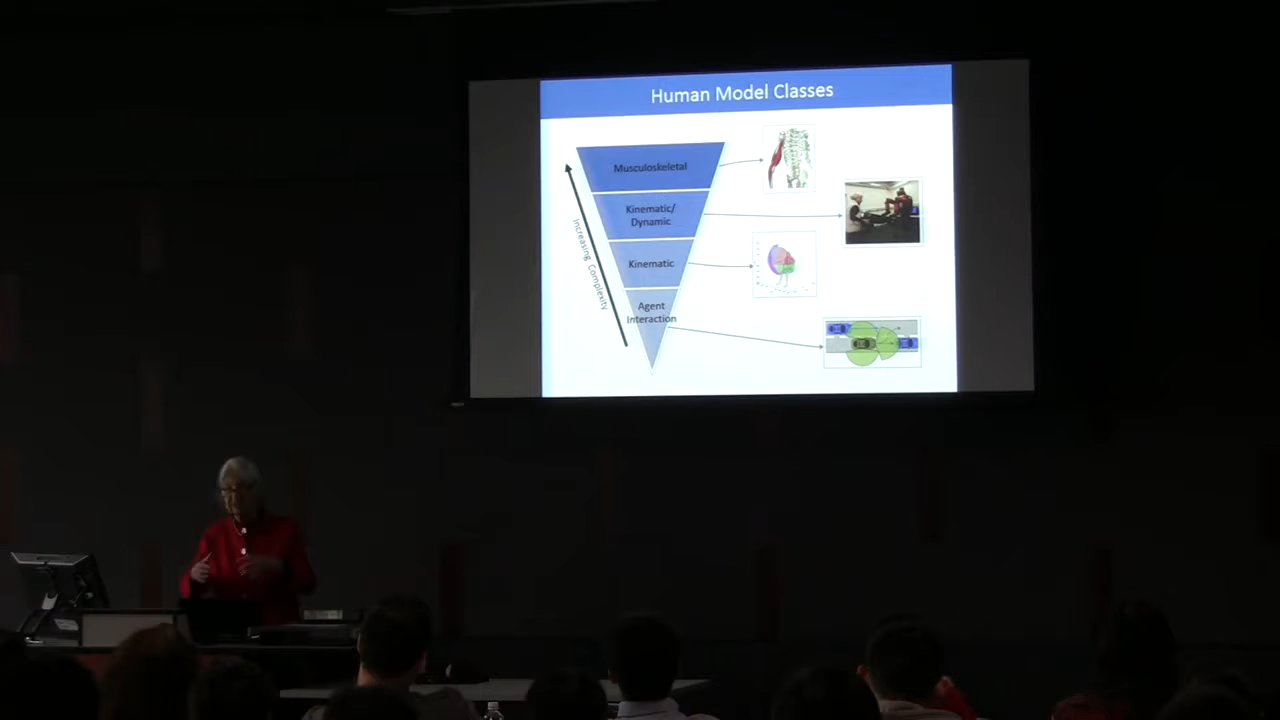 Human Model Classes
Musculoskeletal
Kinematic/
Dynamic
Kinematic
Agent
Interaction
Increasing Complexity